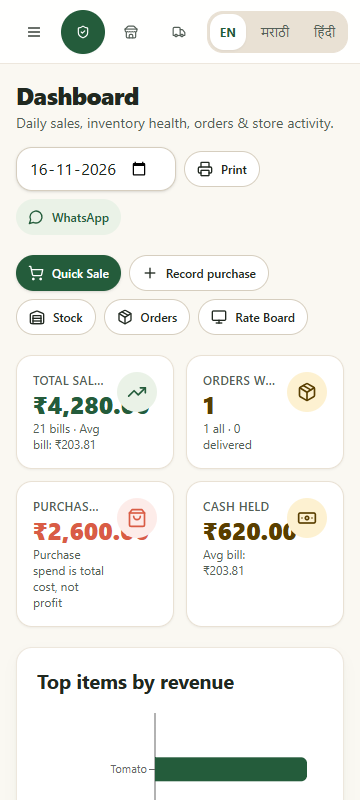 EN मराठी हिंदी
Dashboard
Daily sales, inventory health, orders & store activity.
16-11-2026 Print
WhatsApp
Quick Sale Record purchase
Stock Orders Rate Board
TOTAL SAL...
₹4,280.
21 bills · Avg
bill: ₹203.81
ORDERS W...
1
1 all · 0
delivered
PURCHAS...
₹2,600.
Purchase
spend is total
cost, not
profit
CASH HELD
₹620.00
Avg bill:
₹203.81
Top items by revenue
Tomato